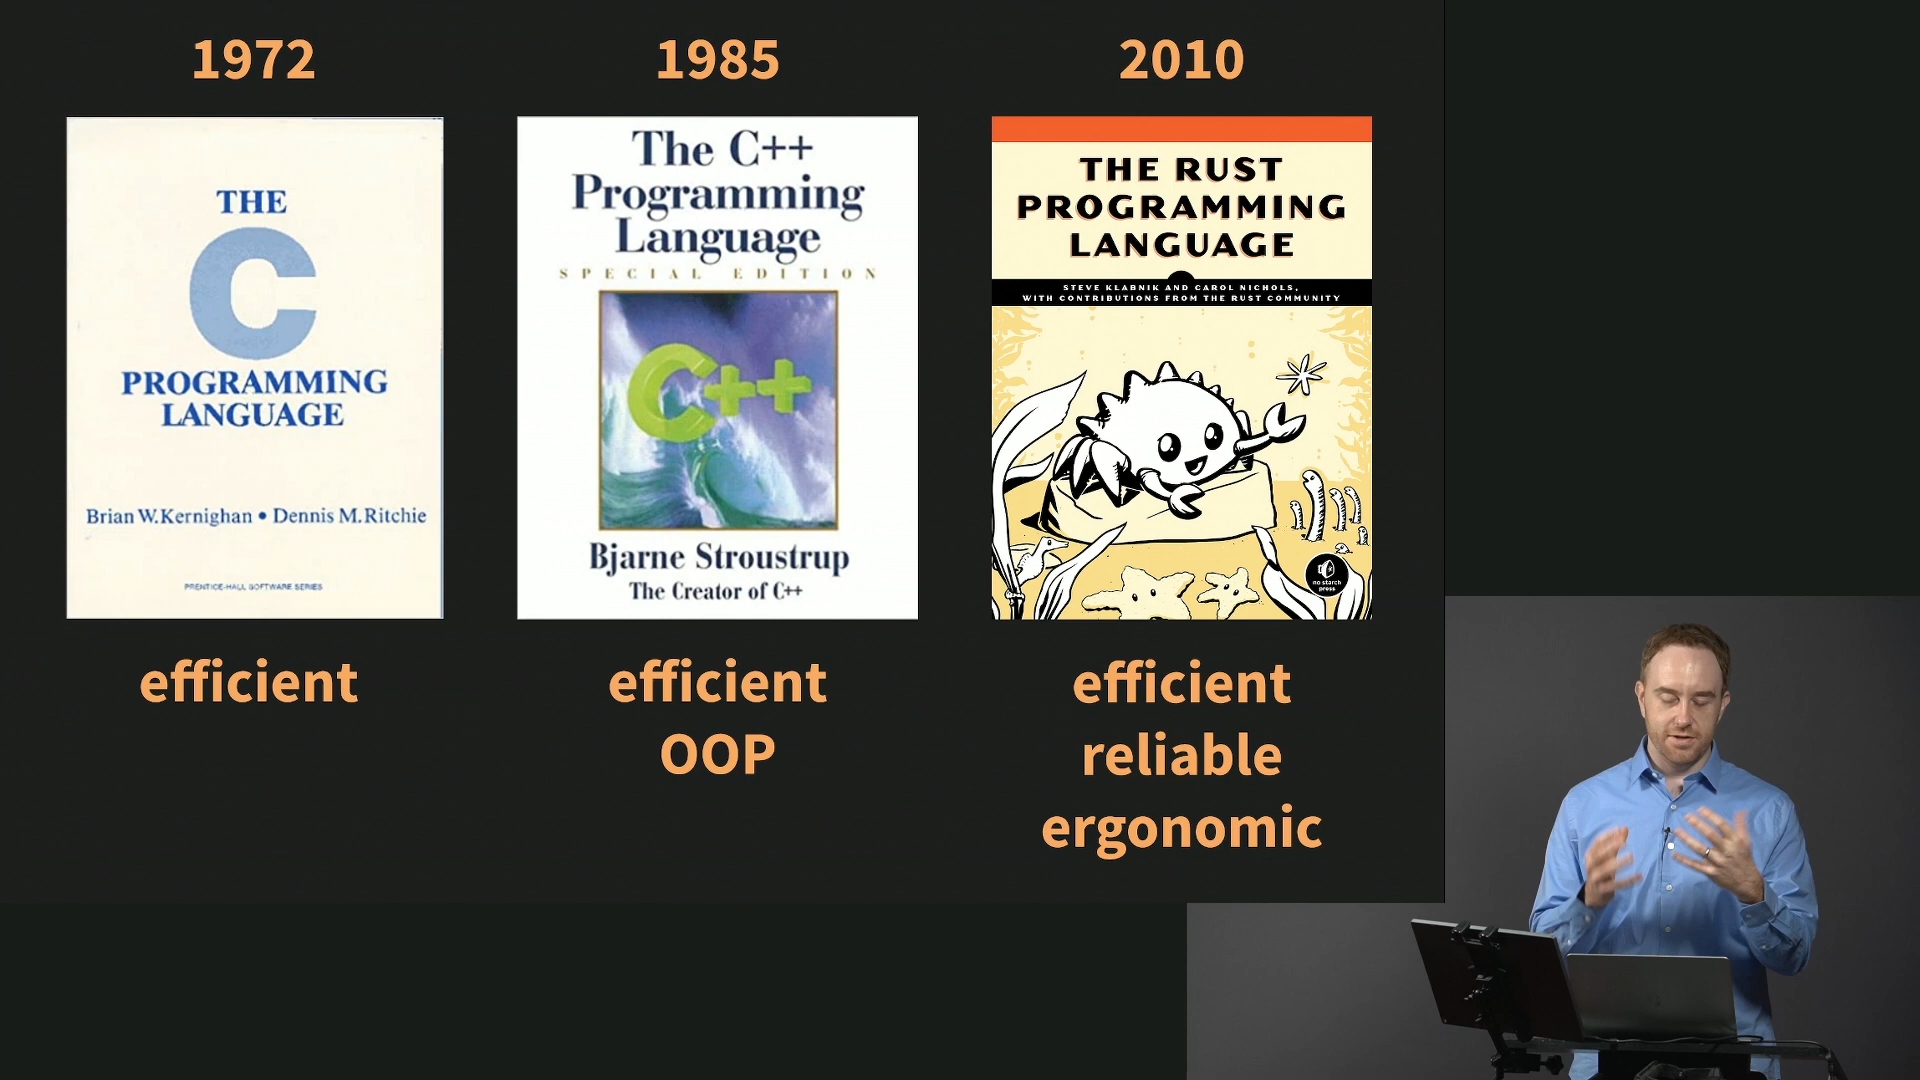 1972
1985
2010
THE
C
PROGRAMMING
LANGUAGE
Brian W. Kernighan • Dennis M. Ritchie
PRENTICE-HALL SOFTWARE SERIES
The C++
Programming
Language
SPECIAL EDITION
C++
Bjarne Stroustrup
The Creator of C++
THE RUST
PROGRAMMING
LANGUAGE
STEVE KLABNIK AND CAROL NICHOLS,
WITH CONTRIBUTIONS FROM THE RUST COMMUNITY
no starch
press
efficient
efficient
OOP
efficient
reliable
ergonomic